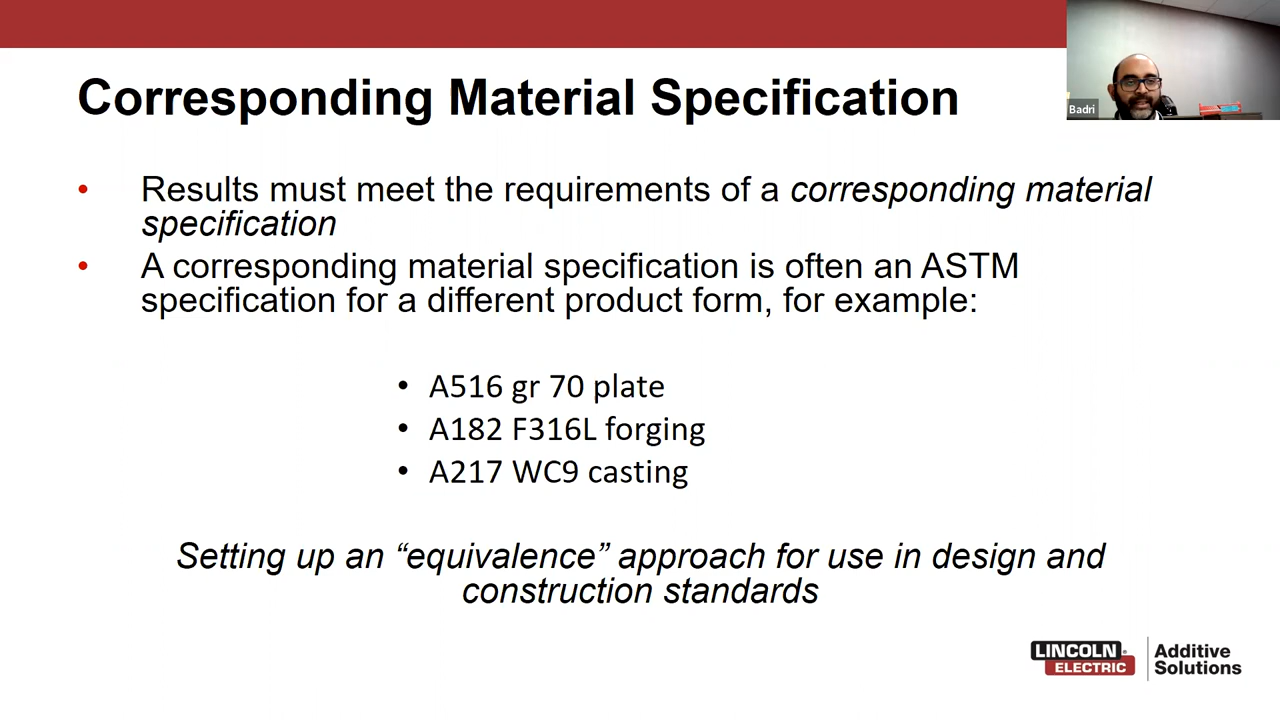 Corresponding Material Specification
Badri
• Results must meet the requirements of a corresponding material
specification
• A corresponding material specification is often an ASTM
specification for a different product form, for example:
• A516 gr 70 plate
• A182 F316L forging
• A217 WC9 casting
Setting up an “equivalence” approach for use in design and
construction standards
LINCOLN®
ELECTRIC
Additive
Solutions